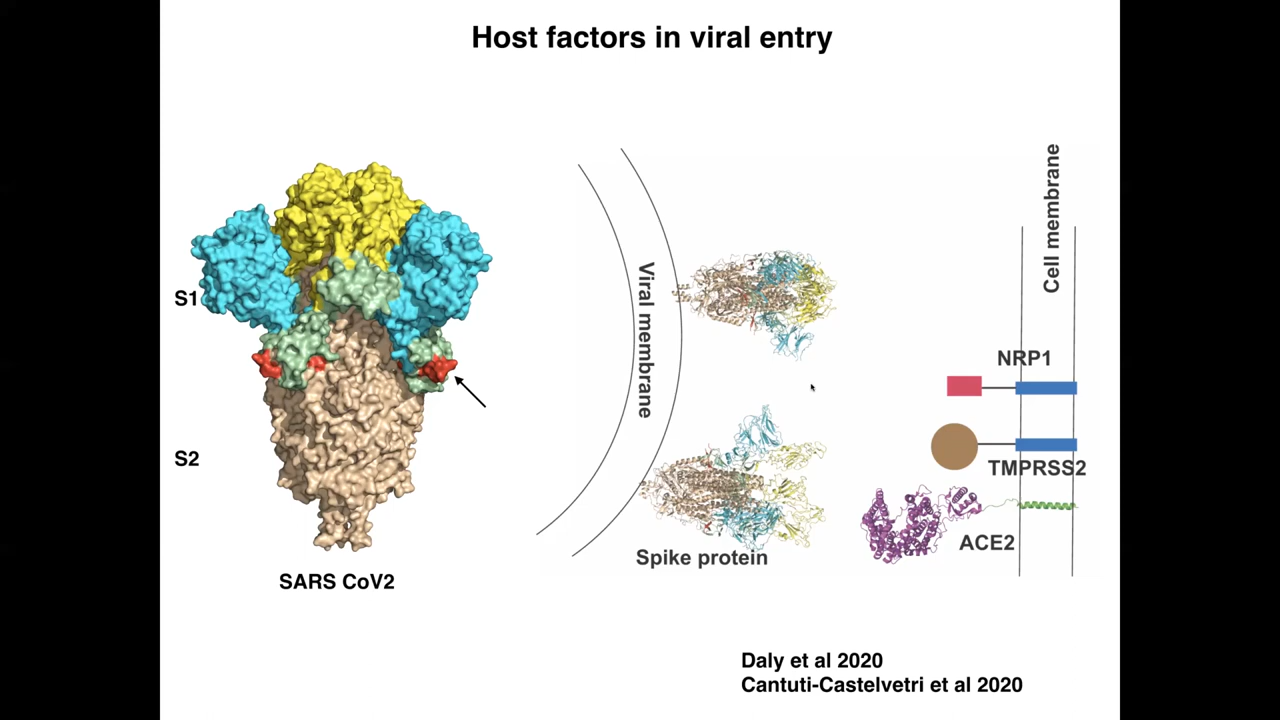 Host factors in viral entry
S1
S2
SARS CoV2
Viral membrane
Spike protein
Cell membrane
NRP1
TMPRSS2
ACE2
Daly et al 2020
Cantuti-Castelvetri et al 2020